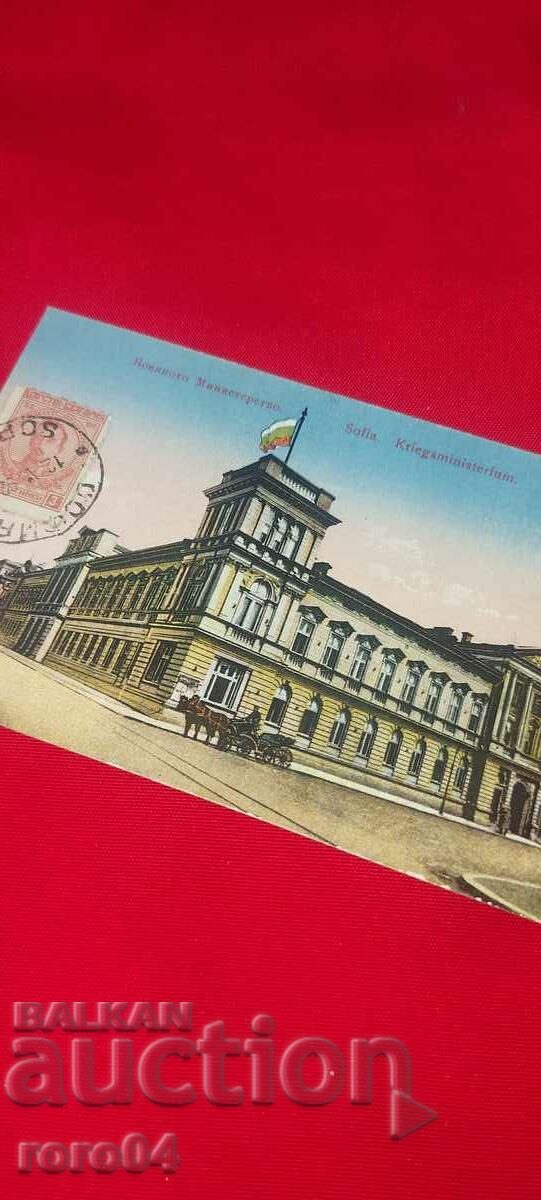 Военното Министерство.
Sofia. Kriegsministerium.
BALKAN
auction
roro04